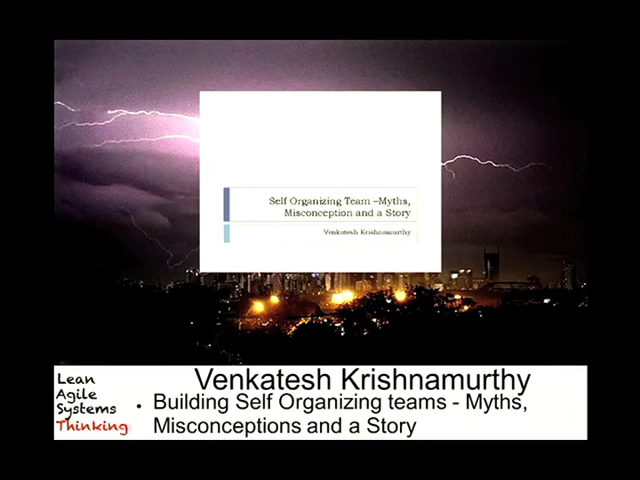 Self Organizing Team –Myths,
Misconception and a Story
Venkatesh Krishnamurthy
Lean
Agile
Systems
Thinking
Venkatesh Krishnamurthy
• Building Self Organizing teams - Myths,
Misconceptions and a Story